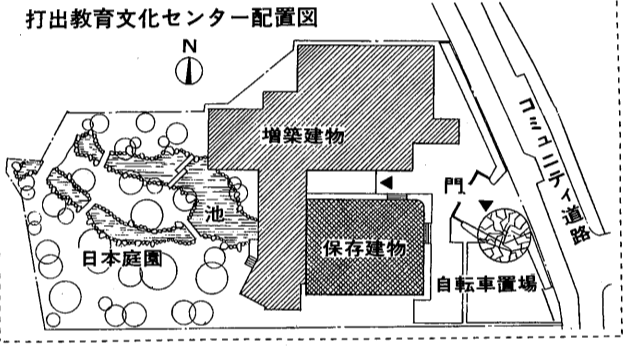 打出教育文化センター配置図
N
増築建物
コミュニティ道路
門
池
保存建物
日本庭園
自転車置場